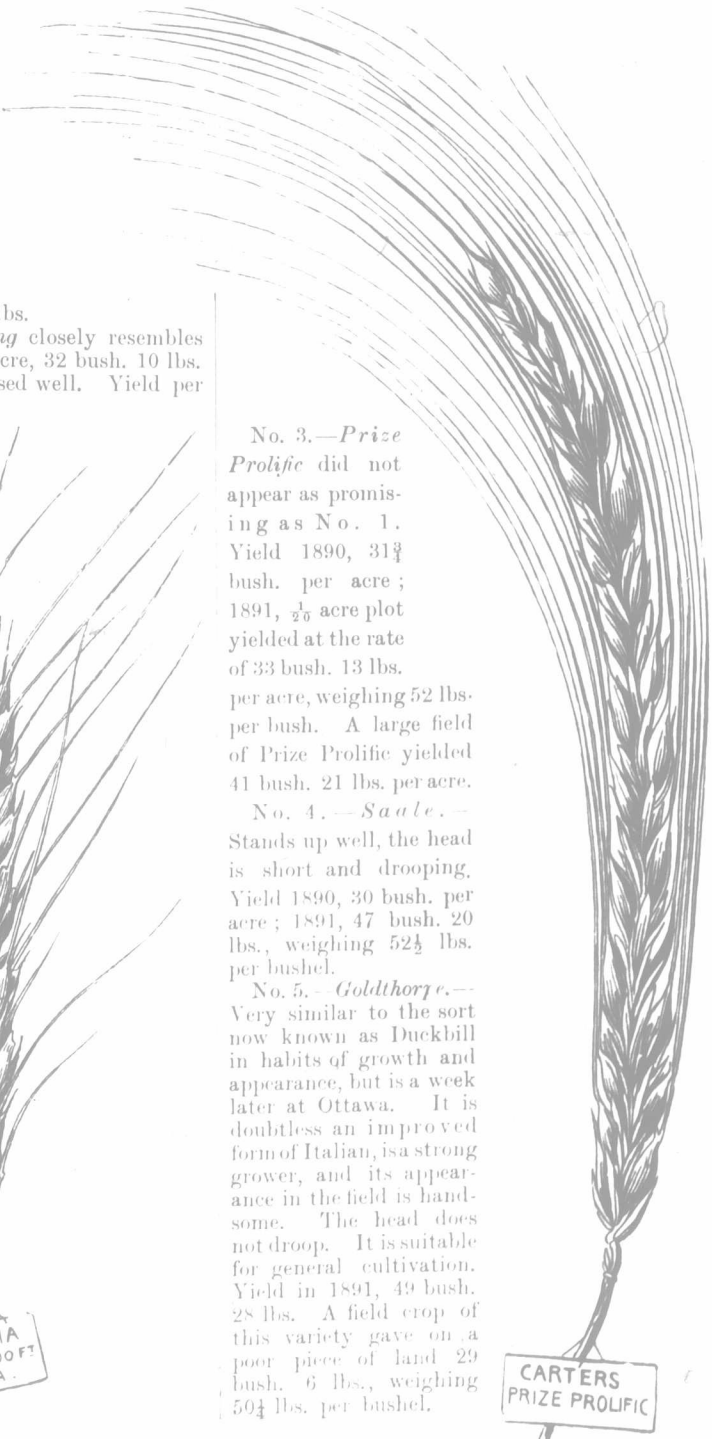 lbs.
ng closely resembles
cre, 32 bush. 10 lbs.
sed well. Yield per
No. 3.—Prize
Prolific did not
appear as promis-
ing as No. 1.
Yield 1890, 31¾
bush. per acre ;
1891, 1/20 acre plot
yielded at the rate
of 33 bush. 13 lbs.
per acre, weighing 52 lbs.
per bush. A large field
of Prize Prolific yielded
41 bush. 21 lbs. per acre.
No. 4.—Saale.—
Stands up well, the head
is short and drooping.
Yield 1890, 30 bush. per
acre ; 1891, 47 bush. 20
lbs., weighing 52½ lbs.
per bushel.
No. 5.—Goldthorpe.—
Very similar to the sort
now known as Duckbill
in habits of growth and
appearance, but is a week
later at Ottawa. It is
doubtless an improved
form of Italian, is a strong
grower, and its appear-
ance in the field is hand-
some. The head does
not droop. It is suitable
for general cultivation.
Yield in 1891, 49 bush.
28 lbs. A field crop of
this variety gave on a
poor piece of land 29
bush. 6 lbs., weighing
50¼ lbs. per bushel.
CARTERS
PRIZE PROLIFIC